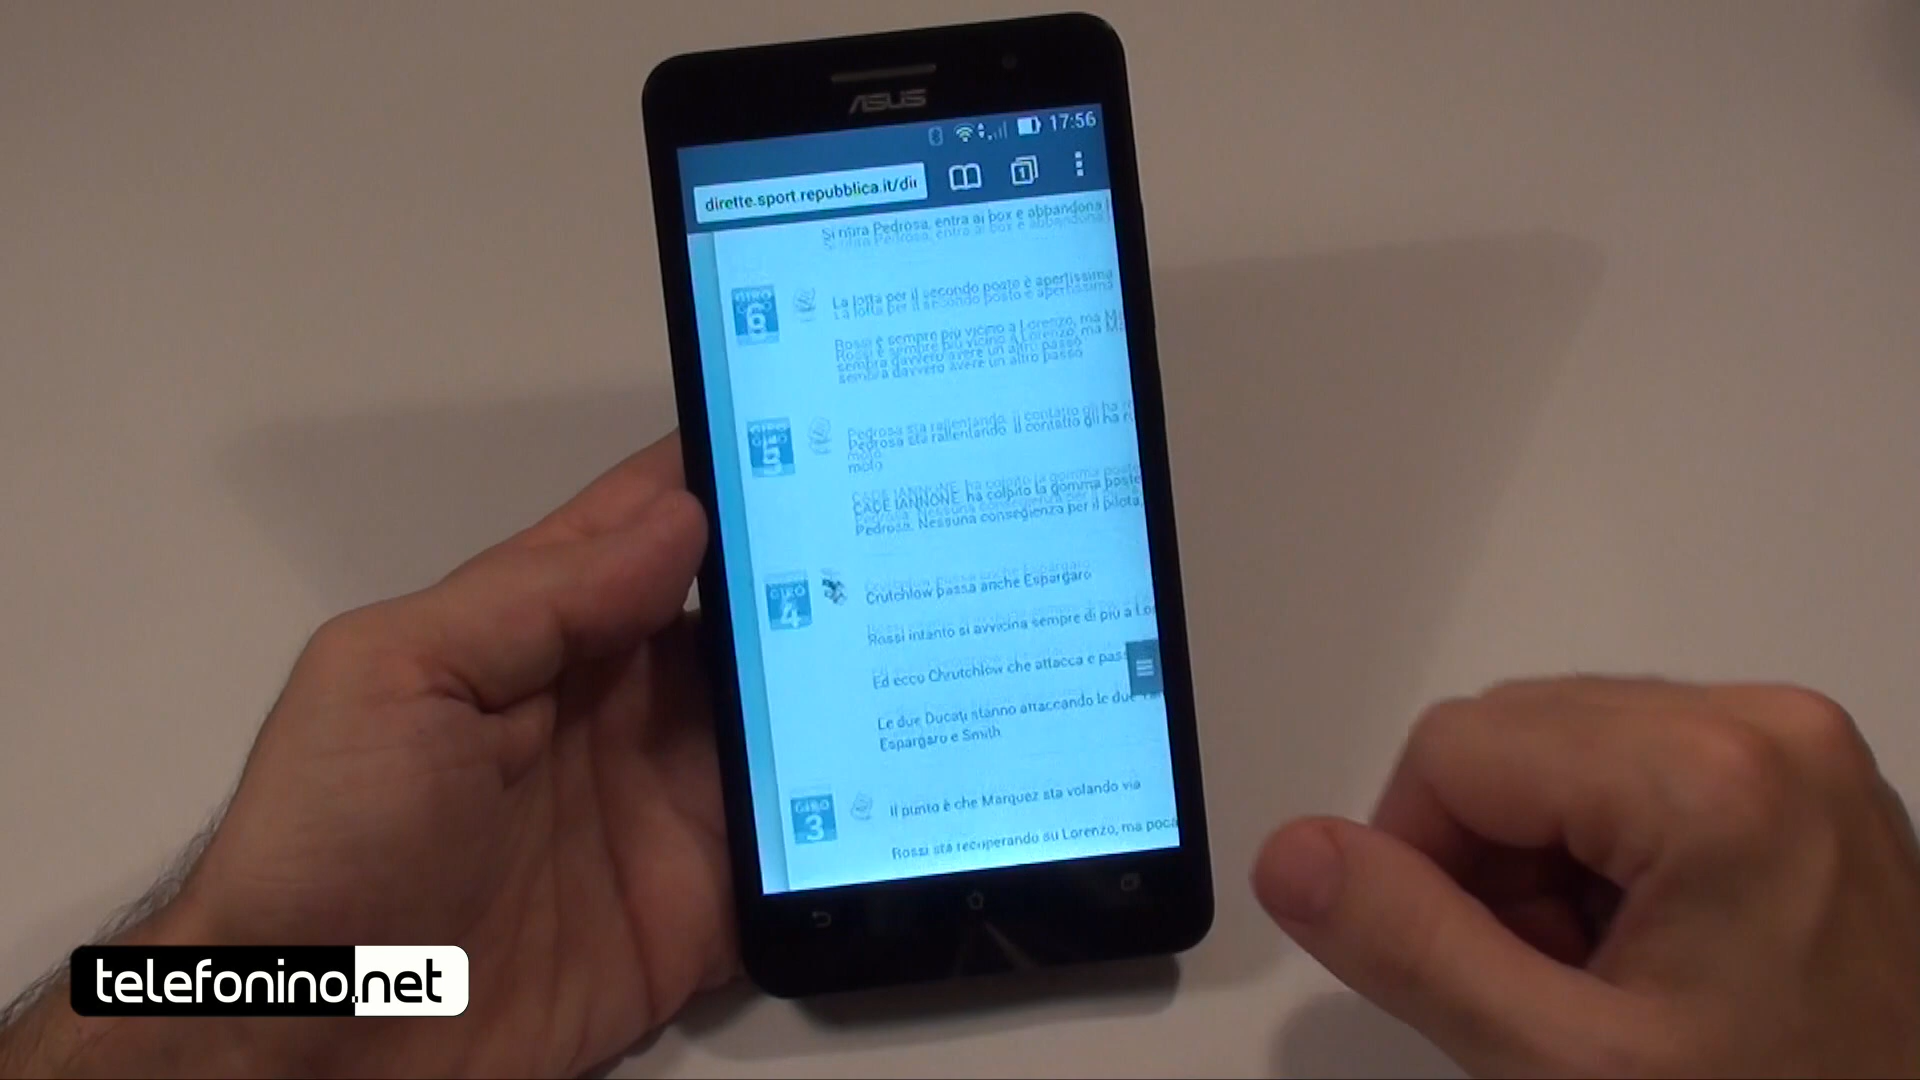 ASUS
17:56
dirette.sport.repubblica.it/dir
1
Si ritira Pedrosa, entra ai box e abbandona
GIRO
6
La lotta per il secondo posto è apertissima
Rossi è sempre più vicino a Lorenzo, ma
sembra davvero avere un altro passo
GIRO
5
Pedrosa sta rallentando. Il contatto gli ha
moto
CADE IANNONE, ha colpito la gomma poste
Pedrosa. Nessuna consegienza per il pilota,
GIRO
4
Crutchlow passa anche Espargaro
Rossi intanto si avvicina sempre di più a Lo
Ed ecco Chrutchlow che attacca e pass
Le due Ducati stanno attaccando le due
Espargaro e Smith
GIRO
3
Il punto è che Marquez sta volando via
Rossi sta recuperando su Lorenzo, ma poca
telefonino.net